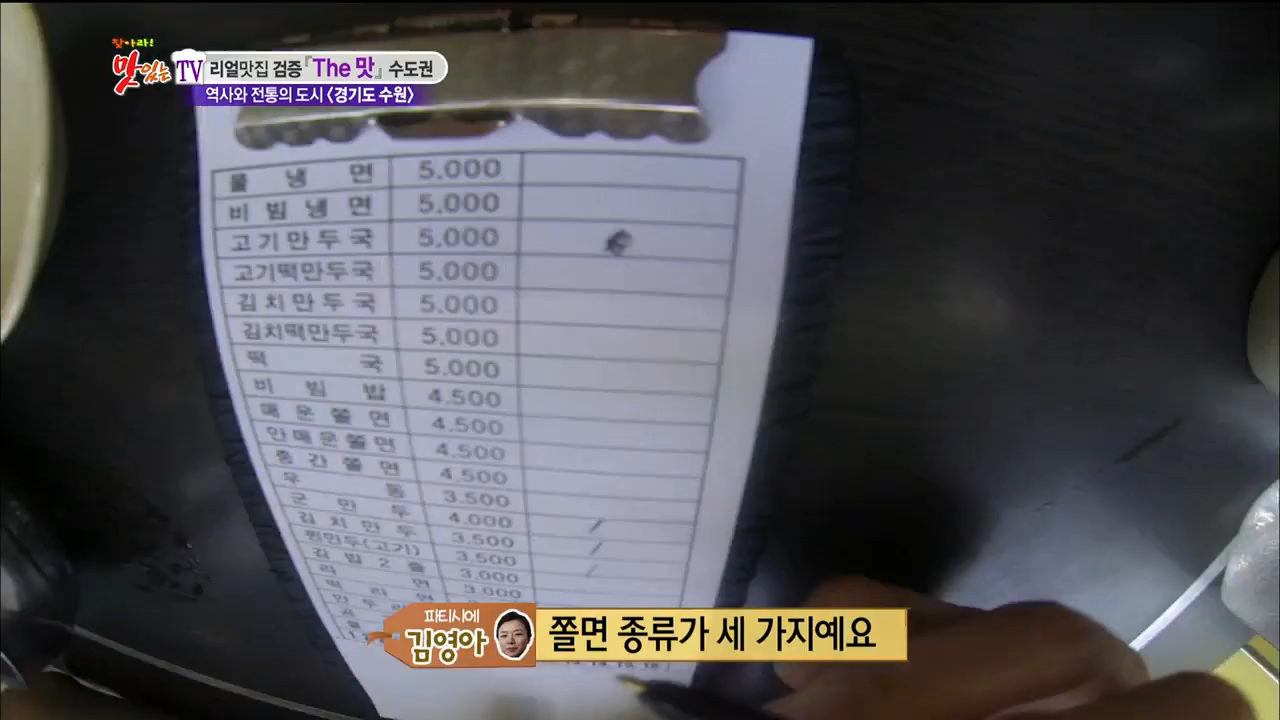 찾아라!
맛있는 TV
리얼맛집 검증『The 맛』 수도권
역사와 전통의 도시 <경기도 수원>
물 냉 면 5.000
비 빔 냉 면 5.000
고 기 만 두 국 5.000
고기떡만두국 5.000
김 치 만 두 국 5.000
김치떡만두국 5.000
떡 국 5.000
비 빔 밥 4.500
매 운 쫄 면 4.500
안 매 운 쫄 면 4.500
중 간 쫄 면 4.500
우 동 3.500
군 만 두 4.000
김 치 만 두 3.500
찐만두(고기) 3.500
김 밥 2 줄 3.000
라 면 3.000
떡 라 면
파티시에
김영아
쫄면 종류가 세 가지예요